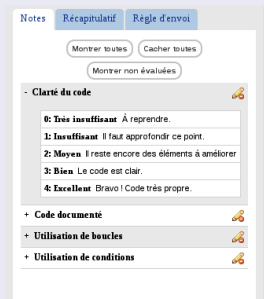 Notes Récapitulatif Règle d'envoi
Montrer toutes Cacher toutes
Montrer non évaluées
- Clarté du code
0: Très insuffisant À reprendre.
1: Insuffisant Il faut approfondir ce point.
2: Moyen Il reste encore des éléments à améliorer
3: Bien Le code est clair.
4: Excellent Bravo ! Code très propre.
+ Code documenté
+ Utilisation de boucles
+ Utilisation de conditions